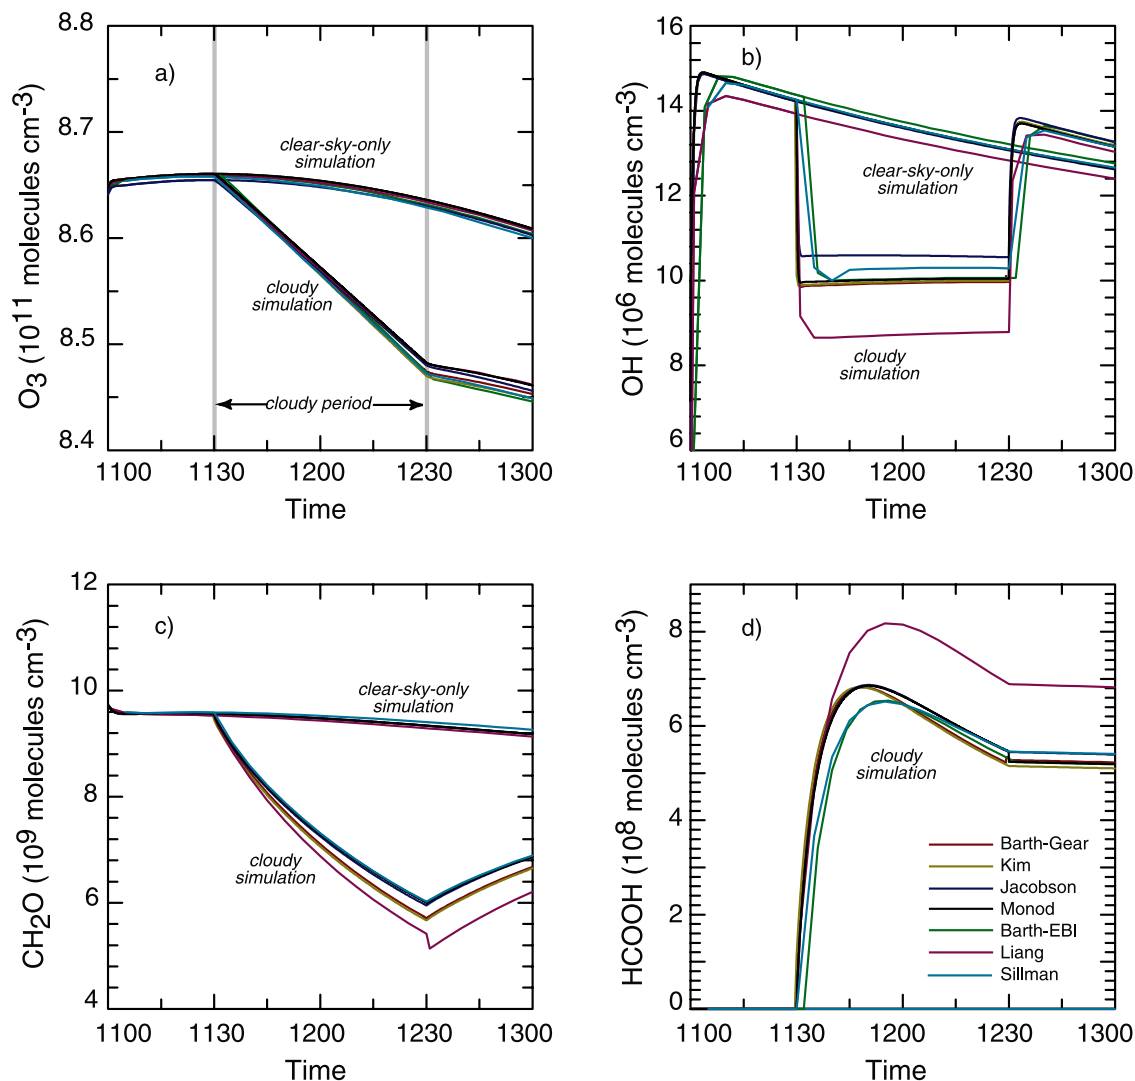 a)
O3 (10^11 molecules cm-3)
8.8
8.7
8.6
8.5
8.4
clear-sky-only
simulation
cloudy
simulation
cloudy period
1100
1130
1200
1230
1300
Time
b)
OH (10^6 molecules cm-3)
16
14
12
10
8
6
clear-sky-only
simulation
cloudy
simulation
1100
1130
1200
1230
1300
Time
c)
CH2O (10^9 molecules cm-3)
12
10
8
6
4
clear-sky-only
simulation
cloudy
simulation
1100
1130
1200
1230
1300
Time
d)
HCOOH (10^8 molecules cm-3)
8
6
4
2
0
cloudy
simulation
Barth-Gear
Kim
Jacobson
Monod
Barth-EBI
Liang
Sillman
1100
1130
1200
1230
1300
Time